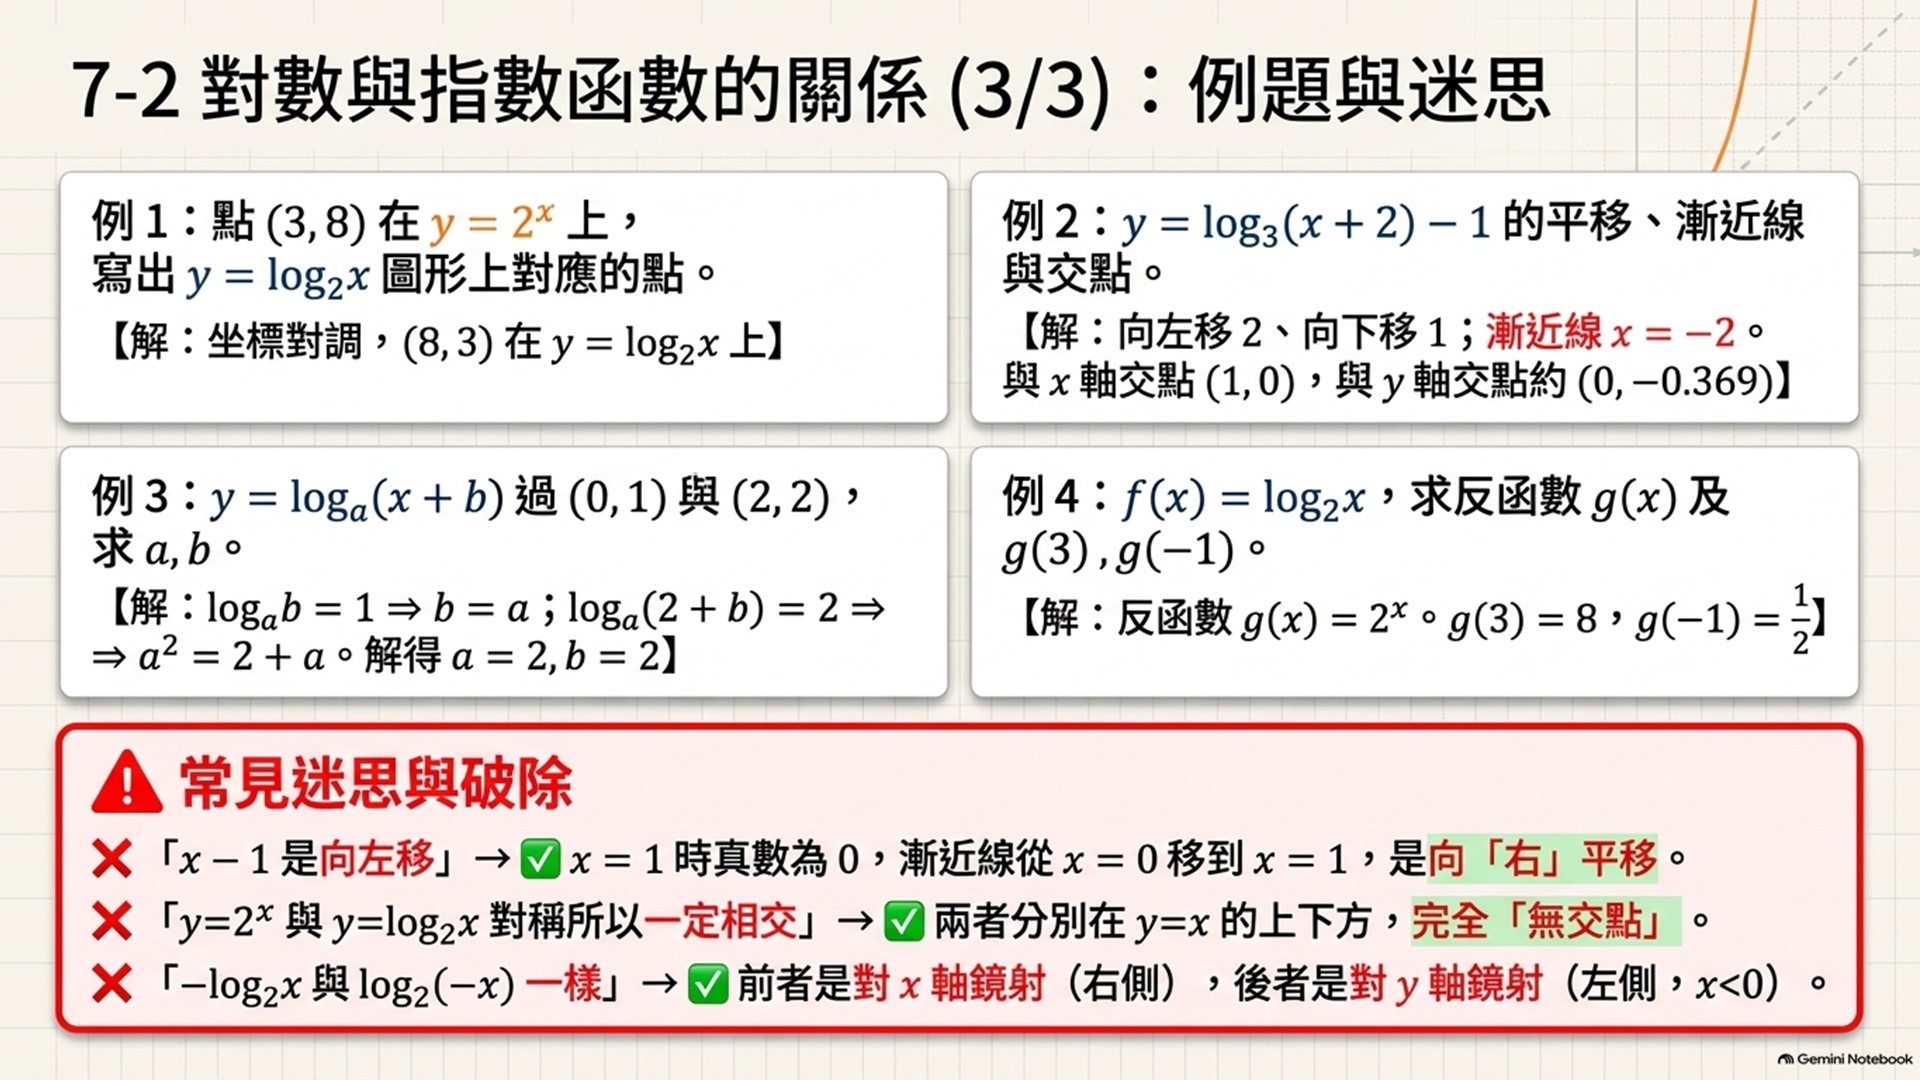 7-2 對數與指數函數的關係 (3/3)：例題與迷思
例 1：點 (3, 8) 在 y = 2ˣ 上，
寫出 y = log₂x 圖形上對應的點。
【解：坐標對調，(8, 3) 在 y = log₂x 上】
例 2：y = log₃(x + 2) − 1 的平移、漸近線
與交點。
【解：向左移 2、向下移 1；漸近線 x = −2。
與 x 軸交點 (1, 0)，與 y 軸交點約 (0, −0.369)】
例 3：y = logₐ(x + b) 過 (0, 1) 與 (2, 2)，
求 a, b。
【解：logₐb = 1 ⇒ b = a；logₐ(2 + b) = 2 ⇒
⇒ a² = 2 + a。解得 a = 2, b = 2】
例 4：f(x) = log₂x，求反函數 g(x) 及
g(3) , g(−1)。
【解：反函數 g(x) = 2ˣ。g(3) = 8，g(−1) = 1/2】
⚠ 常見迷思與破除
❌「x − 1 是向左移」→ ✅ x = 1 時真數為 0，漸近線從 x = 0 移到 x = 1，是向「右」平移。
❌「y=2ˣ 與 y=log₂x 對稱所以一定相交」→ ✅ 兩者分別在 y=x 的上下方，完全「無交點」。
❌「−log₂x 與 log₂(−x) 一樣」→ ✅ 前者是對 x 軸鏡射（右側），後者是對 y 軸鏡射（左側，x<0）。
Gemini Notebook